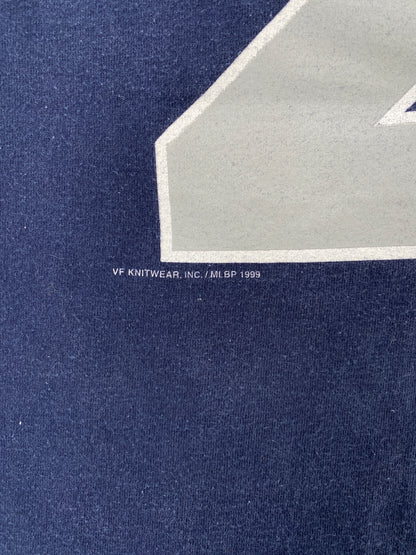 VF KNITWEAR, INC. / MLBP 1999